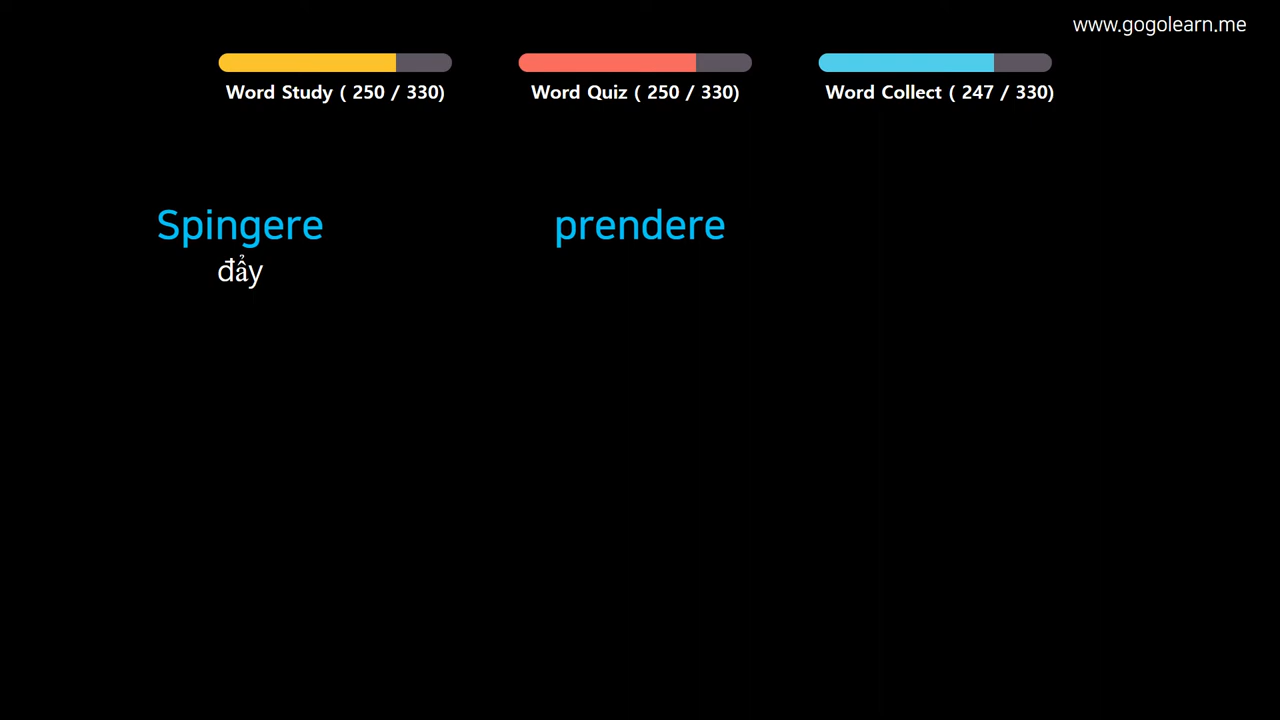 www.gogolearn.me
Word Study ( 250 / 330)
Word Quiz ( 250 / 330)
Word Collect ( 247 / 330)
Spingere
đẩy
prendere